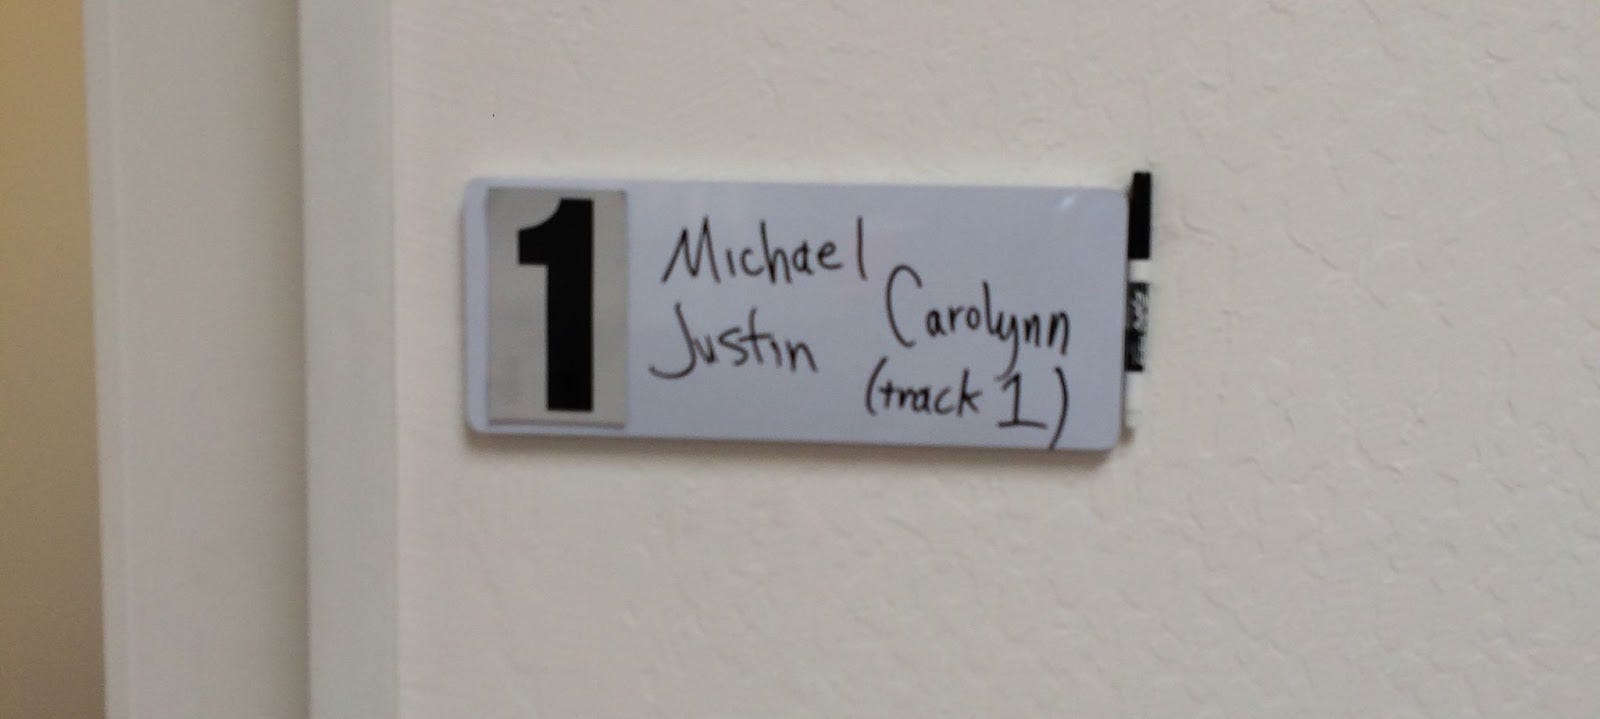 1
Michael
Justin
Carolynn
(track 1)